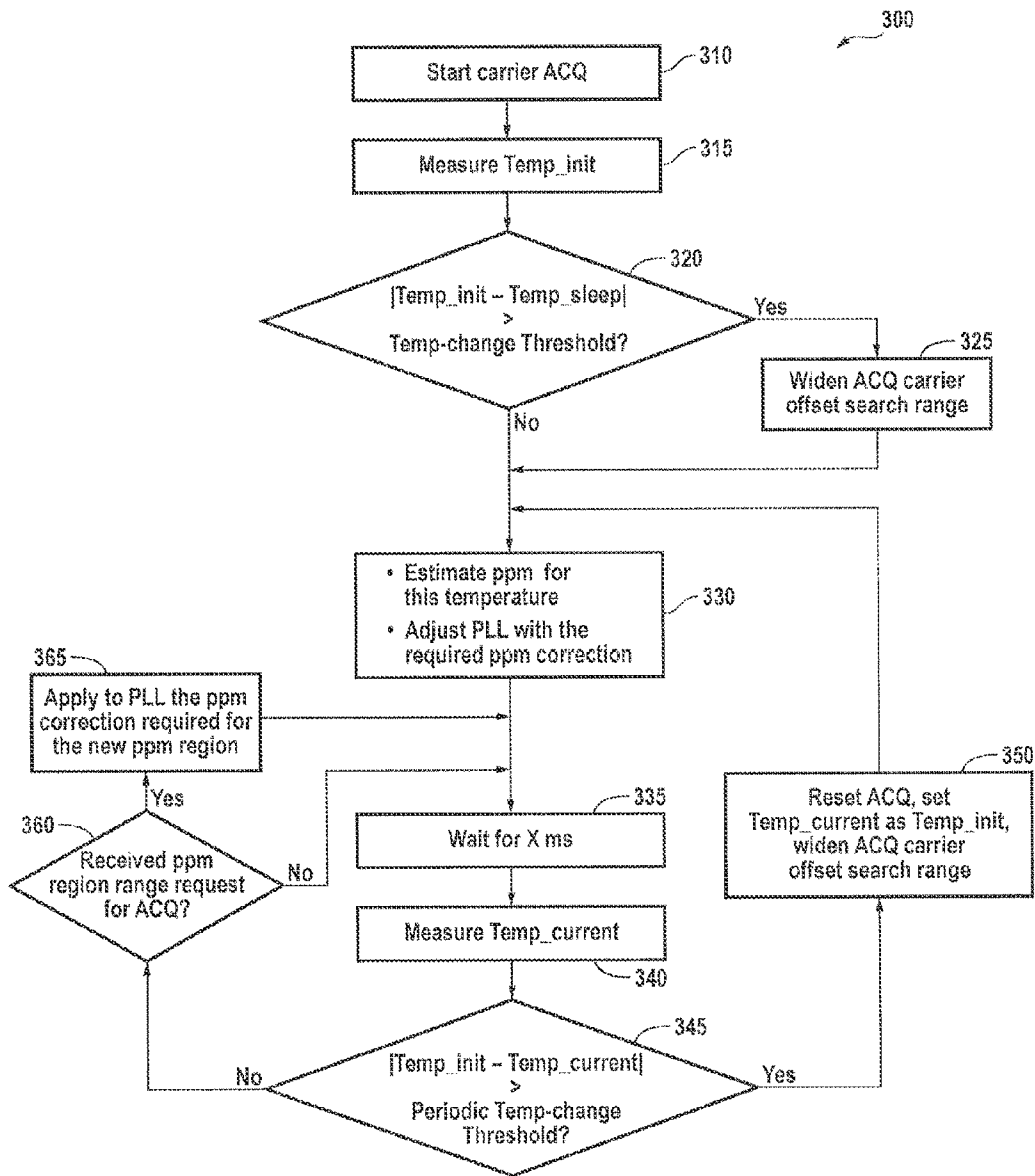 300
Start carrier ACQ
310
Measure Temp_init
315
320
|Temp_init – Temp_sleep|
>
Temp-change Threshold?
Yes
No
325
Widen ACQ carrier
offset search range
• Estimate ppm for
this temperature
• Adjust PLL with the
required ppm correction
330
365
Apply to PLL the ppm
correction required for
the new ppm region
Yes
360
Received ppm
region range request
for ACQ?
No
335
Wait for X ms
Measure Temp_current
340
350
Reset ACQ, set
Temp_current as Temp_init,
widen ACQ carrier
offset search range
345
|Temp_init – Temp_current|
>
Periodic Temp-change
Threshold?
No
Yes